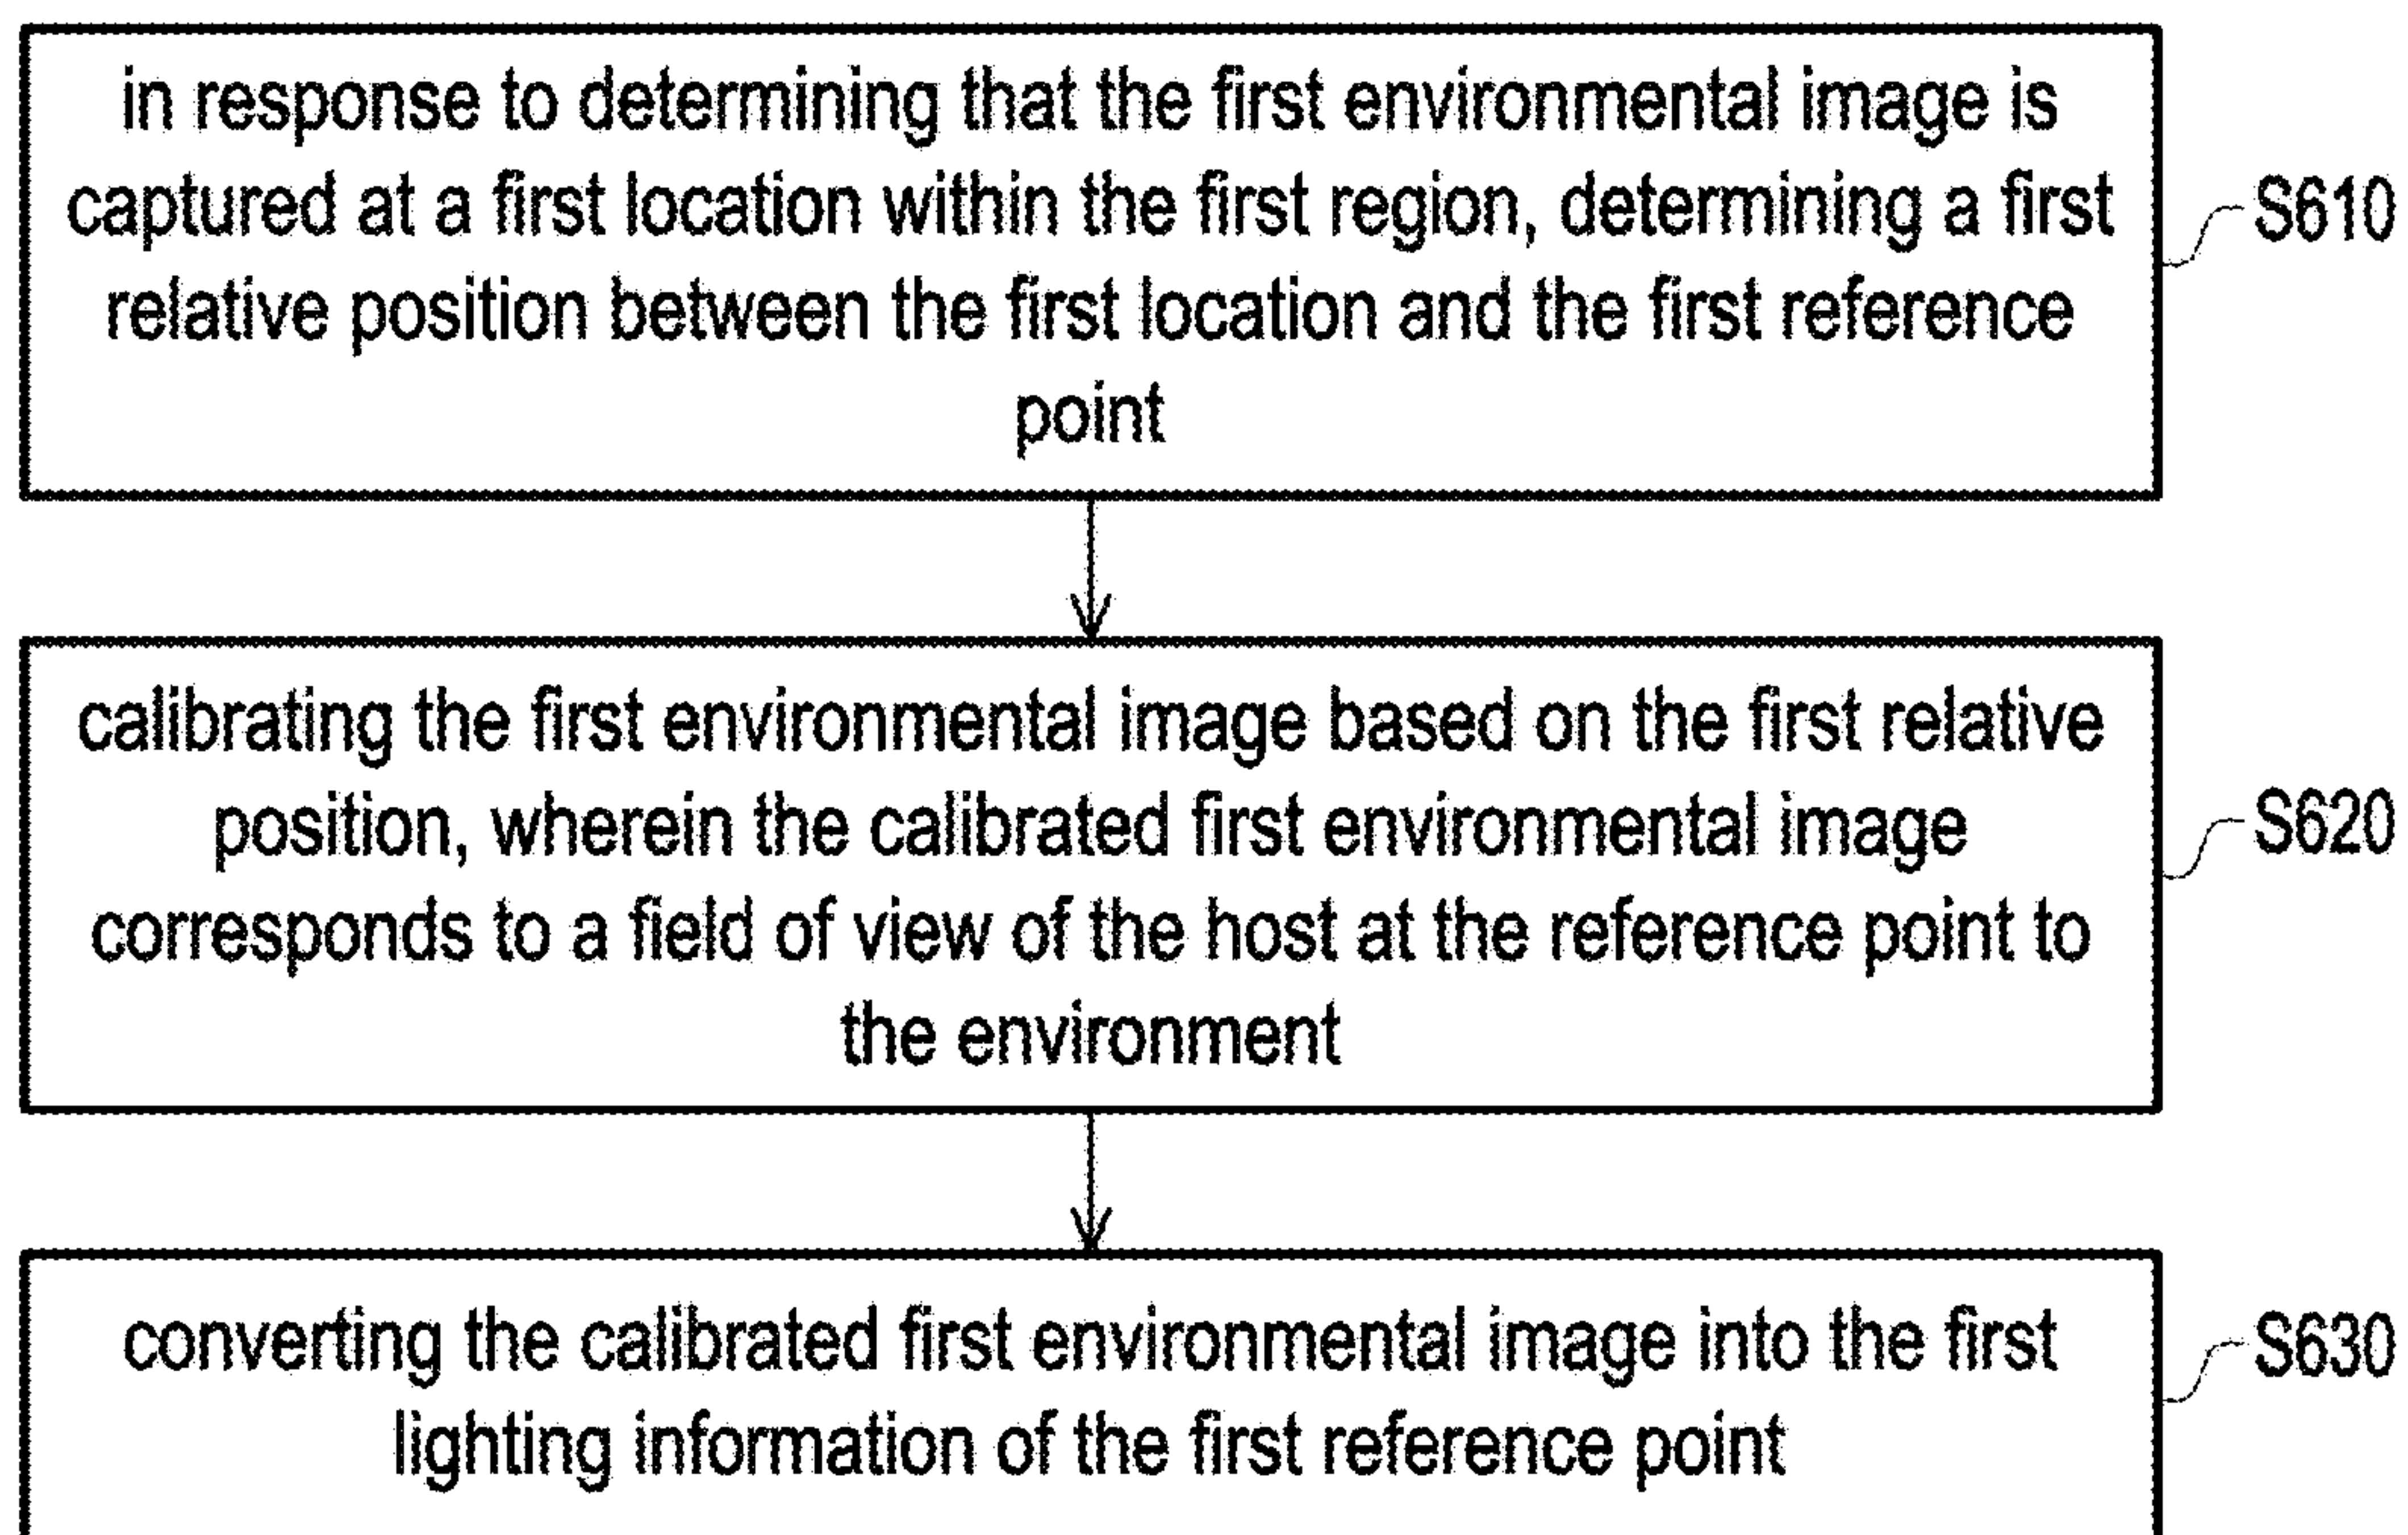 in response to determining that the first environmental image is
captured at a first location within the first region, determining a first
relative position between the first location and the first reference
point
S610
calibrating the first environmental image based on the first relative
position, wherein the calibrated first environmental image
corresponds to a field of view of the host at the reference point to
the environment
S620
converting the calibrated first environmental image into the first
lighting information of the first reference point
S630